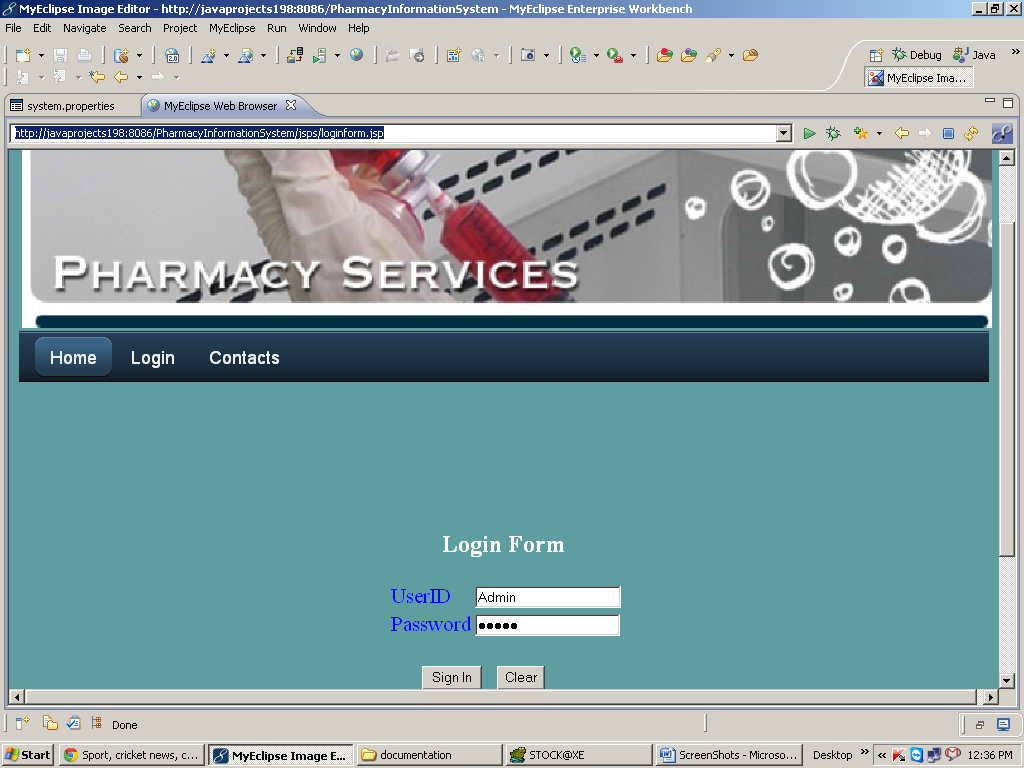 MyEclipse Image Editor - http://javaprojects198:8086/PharmacyInformationSystem - MyEclipse Enterprise Workbench
File Edit Navigate Search Project MyEclipse Run Window Help
2.0
Debug Java »
MyEclipse Ima...
system.properties MyEclipse Web Browser
http://javaprojects198:8086/PharmacyInformationSystem/jsps/loginform.jsp
PHARMACY SERVICES
Home Login Contacts
Login Form
UserID Admin
Password •••••
Sign In Clear
Done
Start Sport, cricket news, c... MyEclipse Image E... documentation STOCK@XE ScreenShots - Microso... Desktop » « 12:36 PM